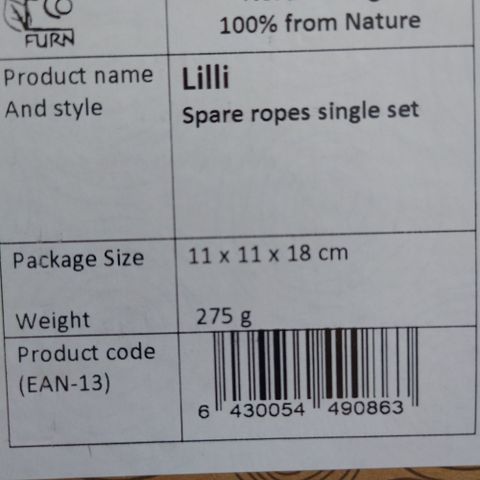 CO
FURN
100% from Nature
Product name
And style
Lilli
Spare ropes single set
Package Size
11 x 11 x 18 cm
Weight
275 g
Product code
(EAN-13)
6 430054 490863